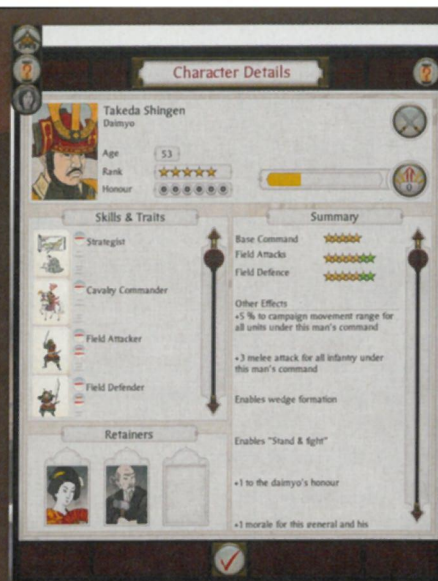 Character Details
Takeda Shingen
Daimyo
Age
53
Rank
Honour
0
Skills & Traits
Strategist
Cavalry Commander
Field Attacker
Field Defender
Retainers
Summary
Base Command
Field Attacks
Field Defence
Other Effects
+5 % to campaign movement range for
all units under this man's command
+3 melee attack for all infantry under
this man's command
Enables wedge formation
Enables "Stand & fight"
+1 to the daimyo's honour
+1 morale for this general and his